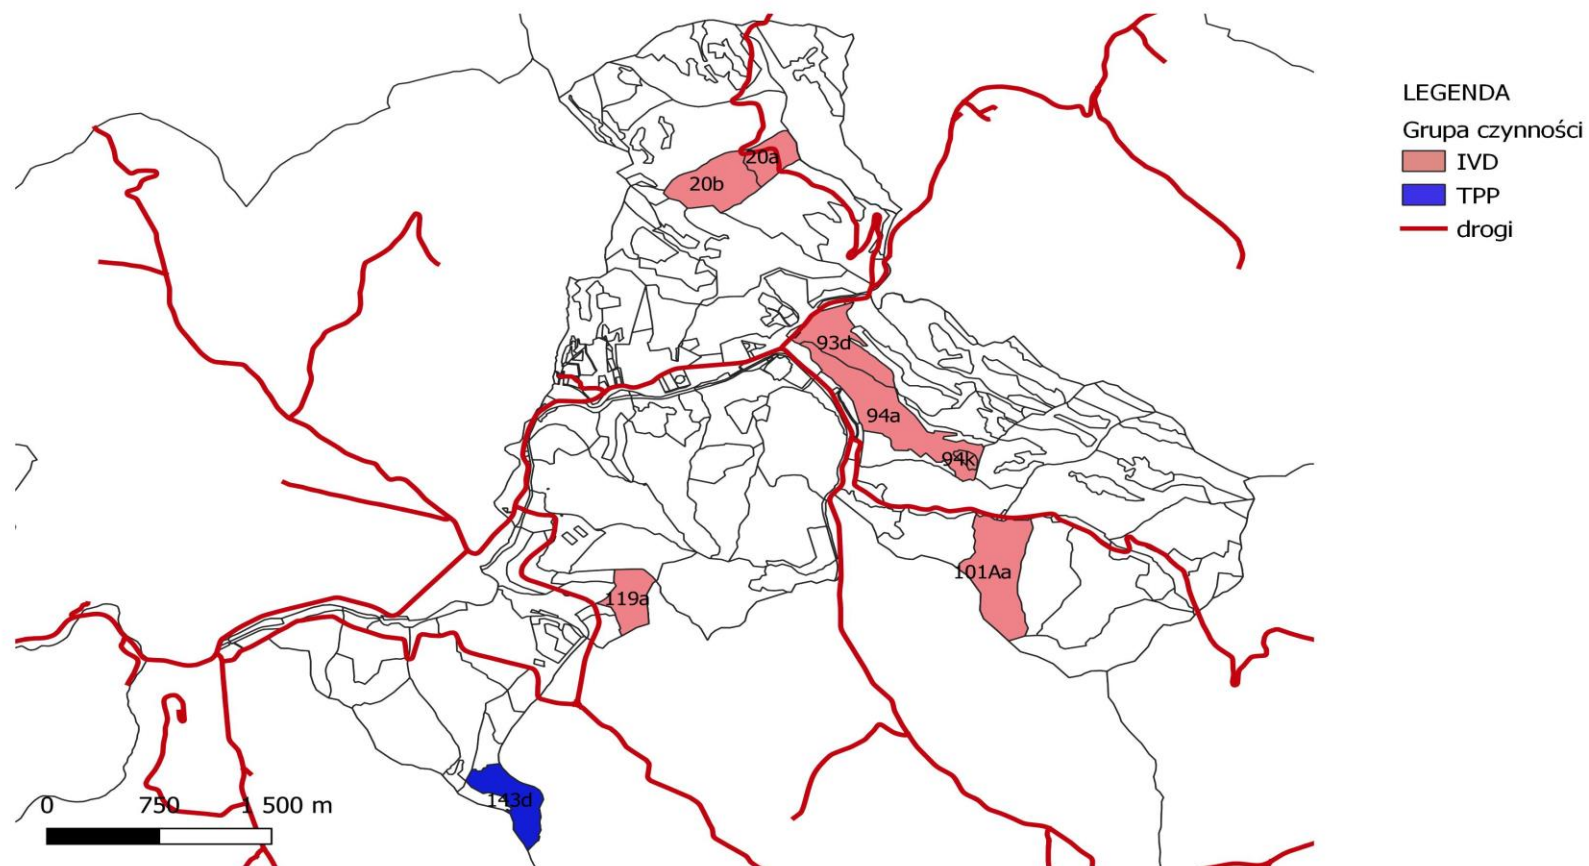 LEGENDA
Grupa czynności
IVD
TPP
drogi
20a
20b
93d
94a
94k
101Aa
119a
143d
0 750 1 500 m